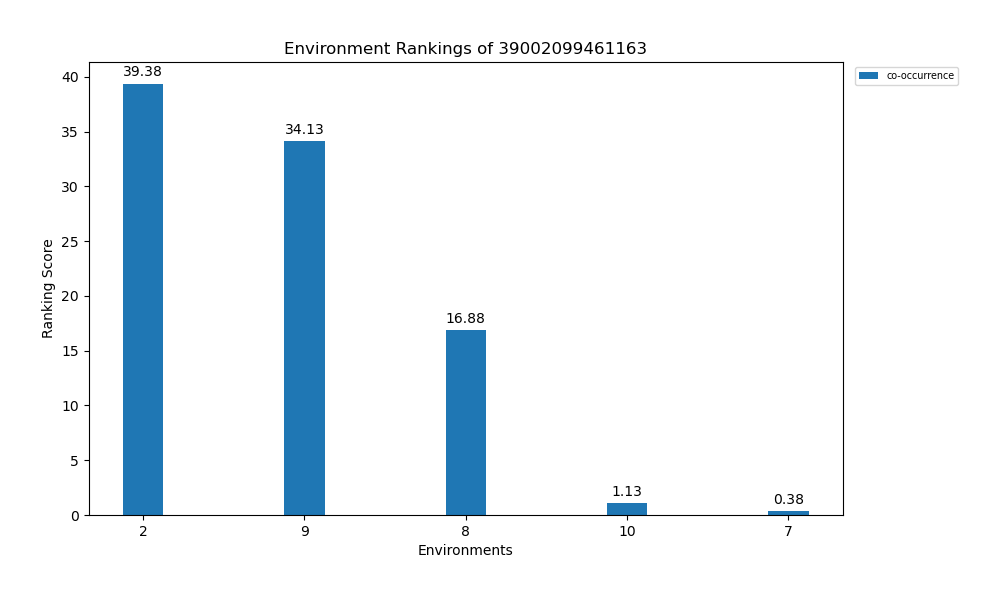 Environment Rankings of 39002099461163
co-occurrence
Ranking Score
40
35
30
25
20
15
10
5
0
39.38
34.13
16.88
1.13
0.38
2 9 8 10 7
Environments